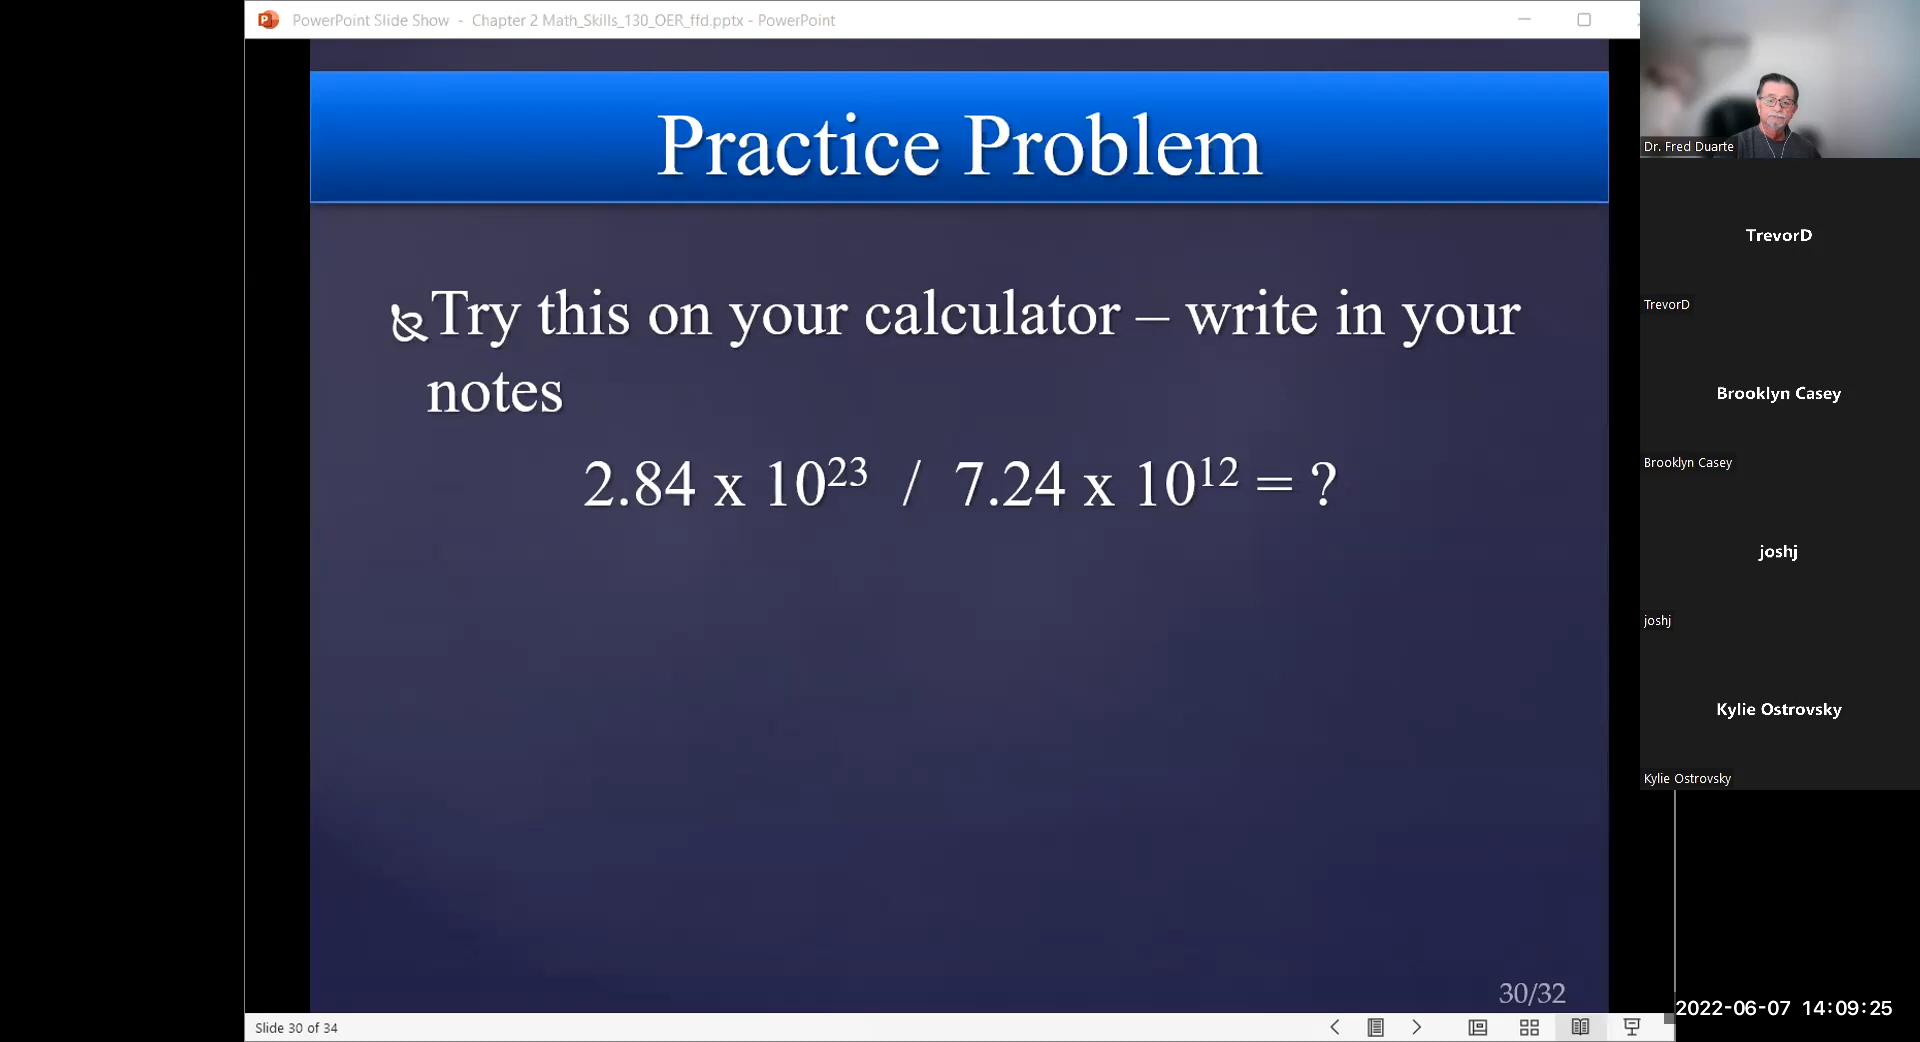 PowerPoint Slide Show - Chapter 2 Math_Skills_130_OER_ffd.pptx - PowerPoint
Practice Problem
Try this on your calculator – write in your
notes
2.84 x 10²³ / 7.24 x 10¹² = ?
30/32
Slide 30 of 34
Dr. Fred Duarte
TrevorD
TrevorD
Brooklyn Casey
Brooklyn Casey
joshj
joshj
Kylie Ostrovsky
Kylie Ostrovsky
2022-06-07 14:09:25